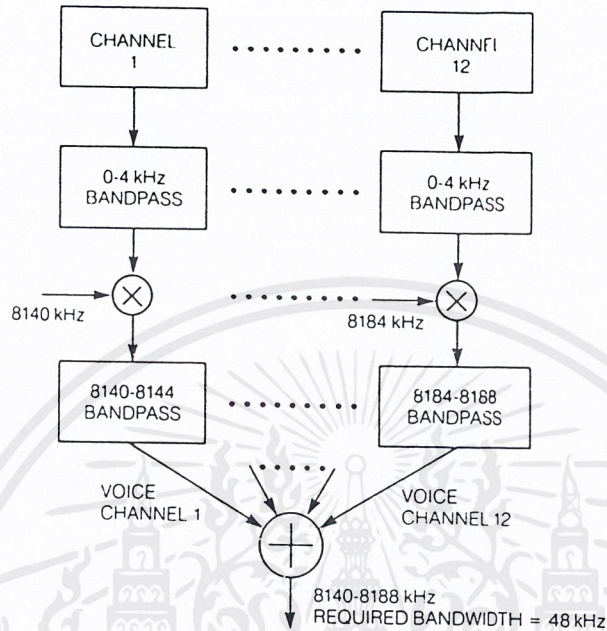 CHANNEL
1
CHANNEL
12
0-4 kHz
BANDPASS
0-4 kHz
BANDPASS
8140 kHz
8184 kHz
8140-8144
BANDPASS
8184-8188
BANDPASS
VOICE
CHANNEL 1
VOICE
CHANNEL 12
8140-8188 kHz
REQUIRED BANDWIDTH = 48 kHz